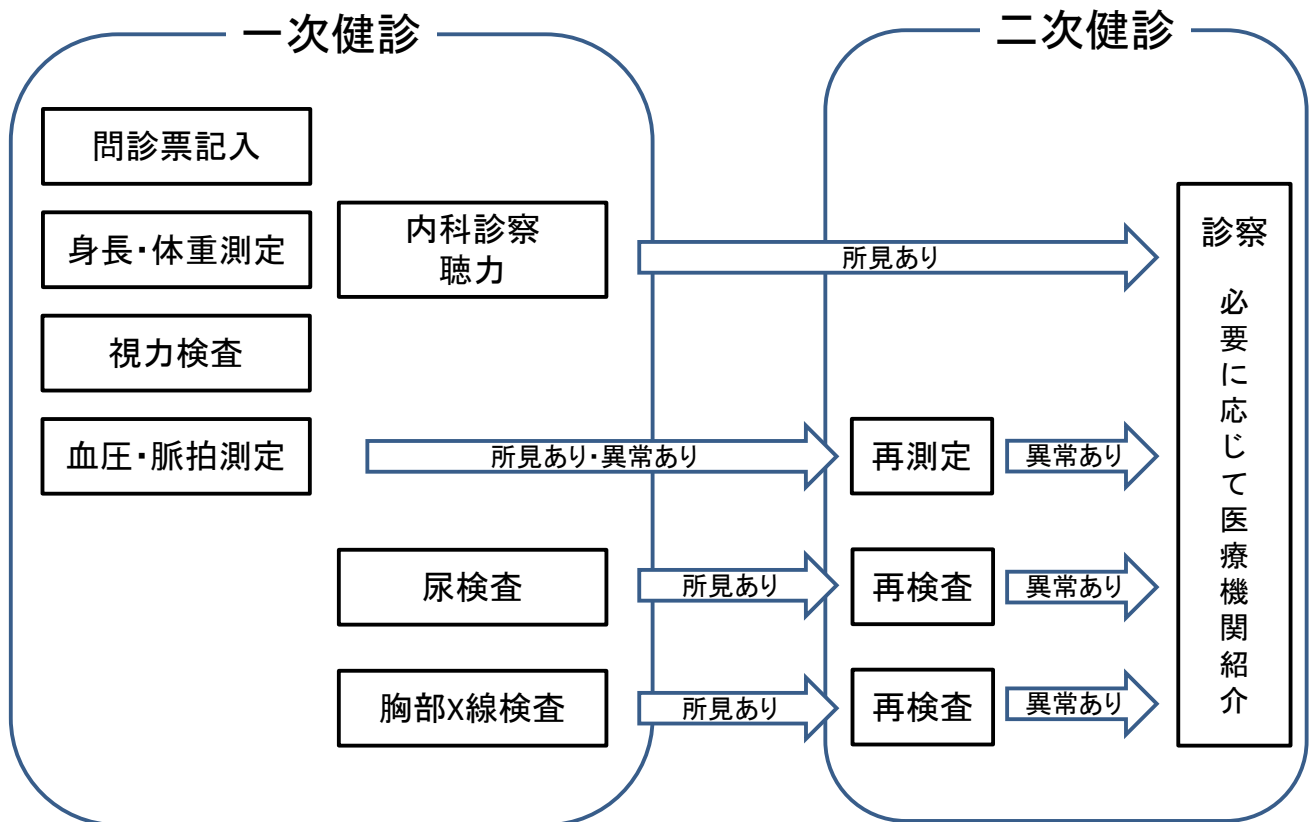 一次健診
二次健診
問診票記入
身長・体重測定
視力検査
血圧・脈拍測定
内科診察
聴力
所見あり
所見あり・異常あり
再測定
異常あり
尿検査
所見あり
再検査
異常あり
胸部X線検査
所見あり
再検査
異常あり
診察
必要に応じて医療機関紹介